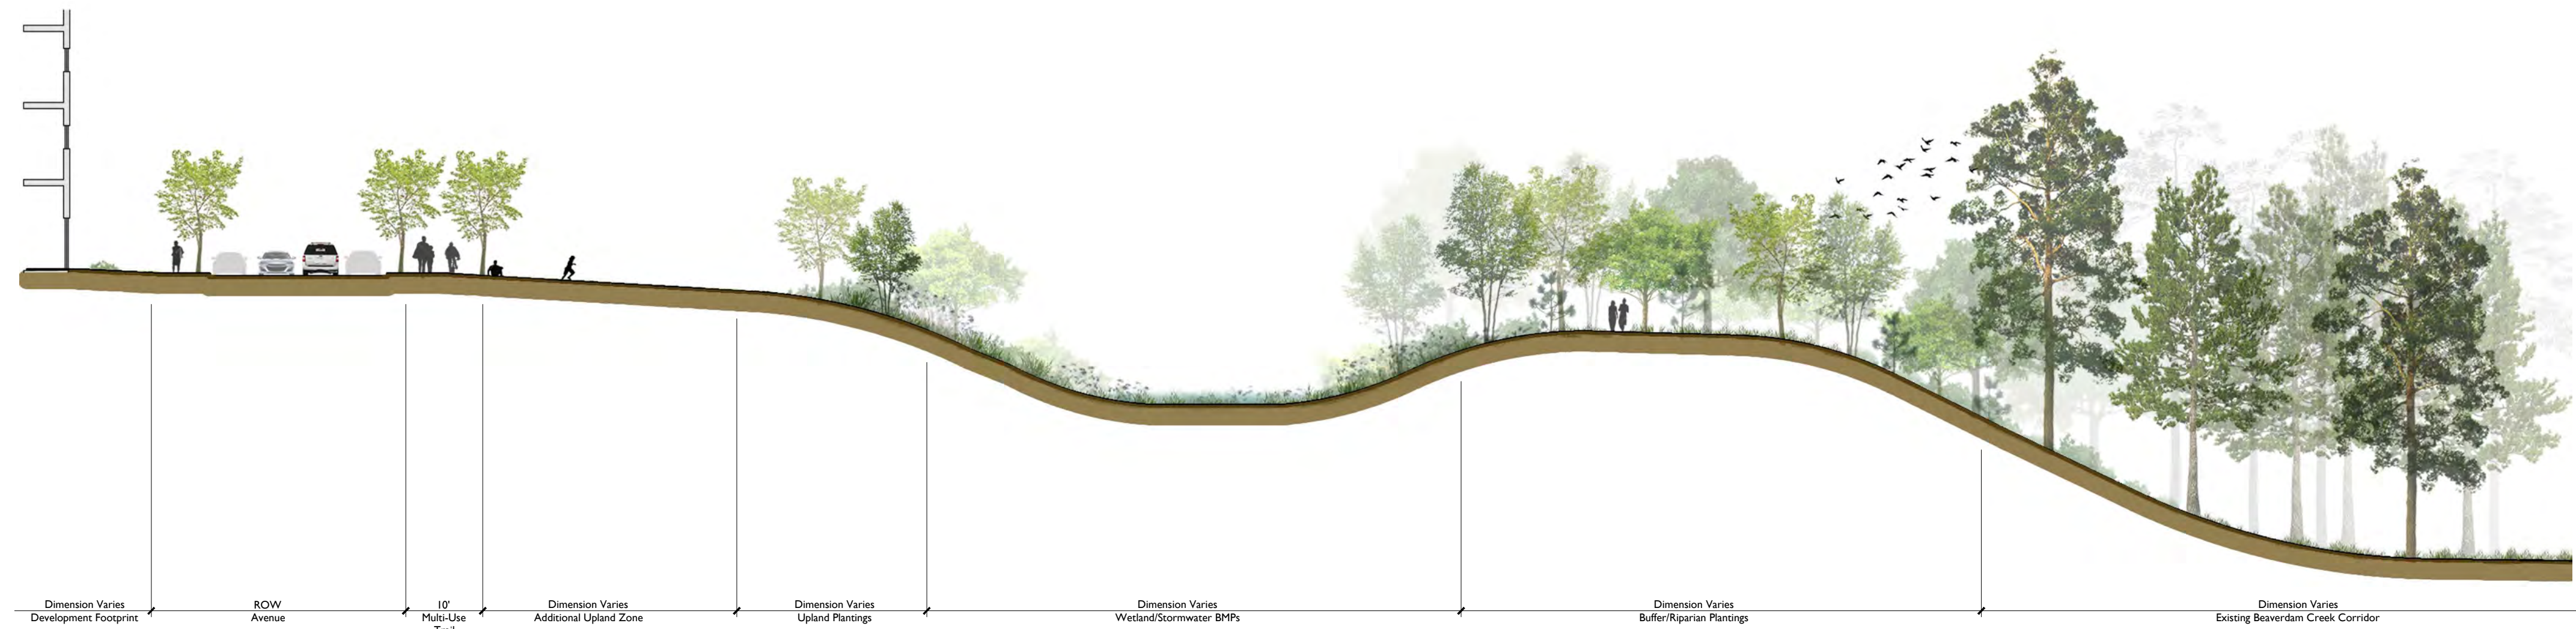 Dimension Varies
Development Footprint
ROW
Avenue
10'
Multi-Use
Trail
Dimension Varies
Additional Upland Zone
Dimension Varies
Upland Plantings
Dimension Varies
Wetland/Stormwater BMPs
Dimension Varies
Buffer/Riparian Plantings
Dimension Varies
Existing Beaverdam Creek Corridor